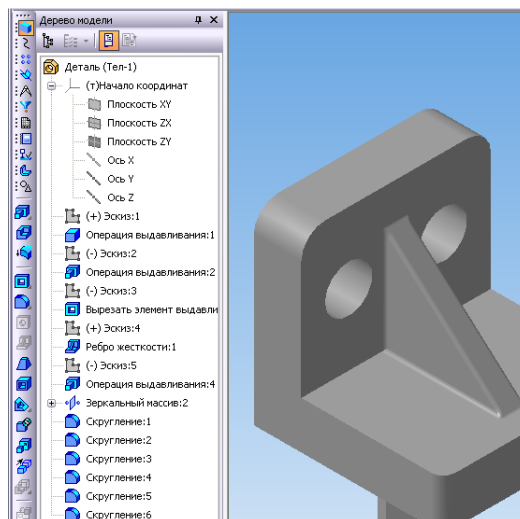 Дерево модели
Деталь (Тел-1)
(т)Начало координат
Плоскость XY
Плоскость ZX
Плоскость ZY
Ось X
Ось Y
Ось Z
(+) Эскиз:1
Операция выдавливания:1
(-) Эскиз:2
Операция выдавливания:2
(-) Эскиз:3
Вырезать элемент выдавли
(+) Эскиз:4
Ребро жесткости:1
(-) Эскиз:5
Операция выдавливания:4
Зеркальный массив:2
Скругление:1
Скругление:2
Скругление:3
Скругление:4
Скругление:5
Скругление:6